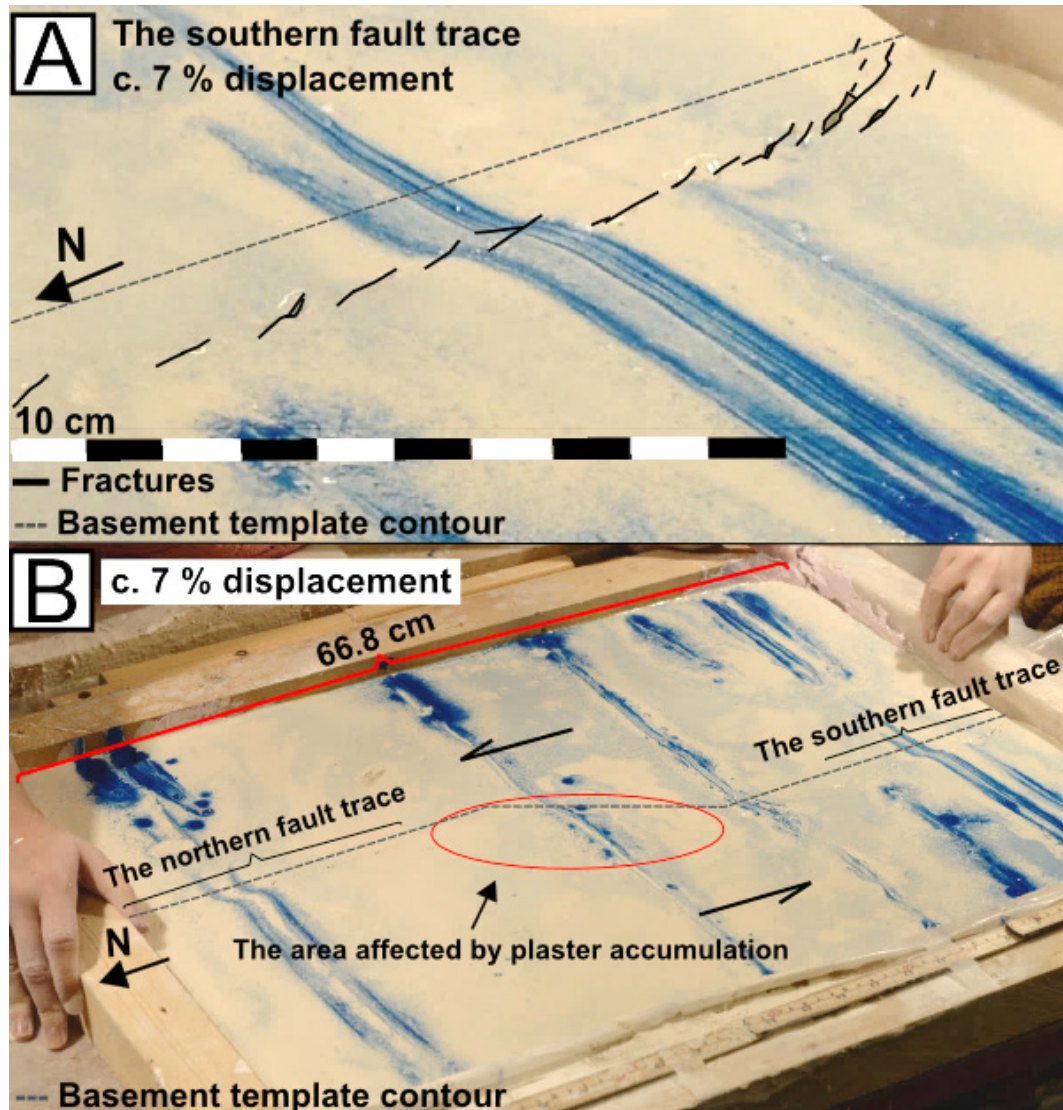 A
The southern fault trace
c. 7 % displacement
N
10 cm
Fractures
Basement template contour
B
c. 7 % displacement
66.8 cm
The southern fault trace
The northern fault trace
N
The area affected by plaster accumulation
Basement template contour